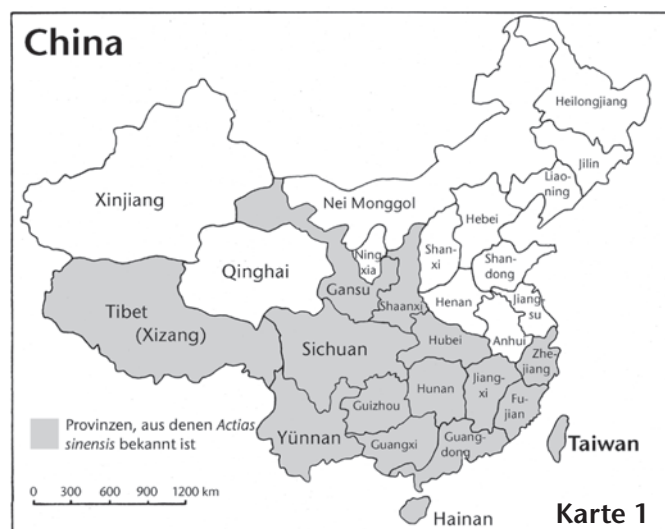 China
Heilongjiang
Jilin
Liao-
ning
Xinjiang
Nei Monggol
Hebei
Ning
xia
Shan-
xi
Shan-
dong
Qinghai
Gansu
Shaanxi
Henan
Jiang-
su
Tibet
(Xizang)
Anhui
Sichuan
Hubei
Zhe-
jiang
Hunan
Jiang-
xi
Guizhou
Fu-
jian
Provinzen, aus denen Actias
sinensis bekannt ist
Yünnan
Guangxi
Guang-
dong
Taiwan
0 300 600 900 1200 km
Hainan
Karte 1